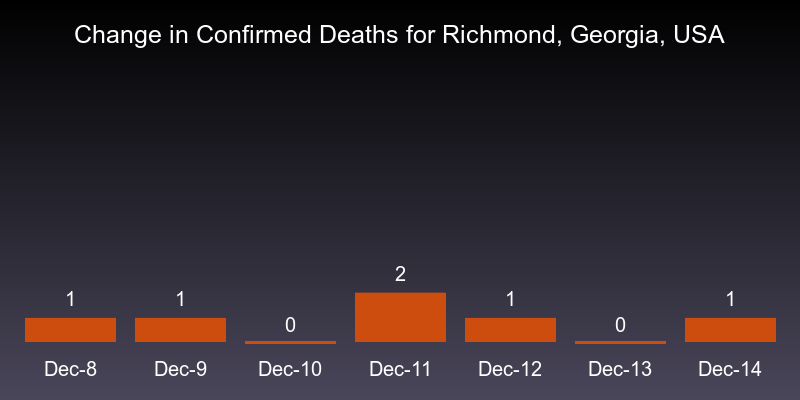 Change in Confirmed Deaths for Richmond, Georgia, USA
1 1 0 2 1 0 1
Dec-8 Dec-9 Dec-10 Dec-11 Dec-12 Dec-13 Dec-14